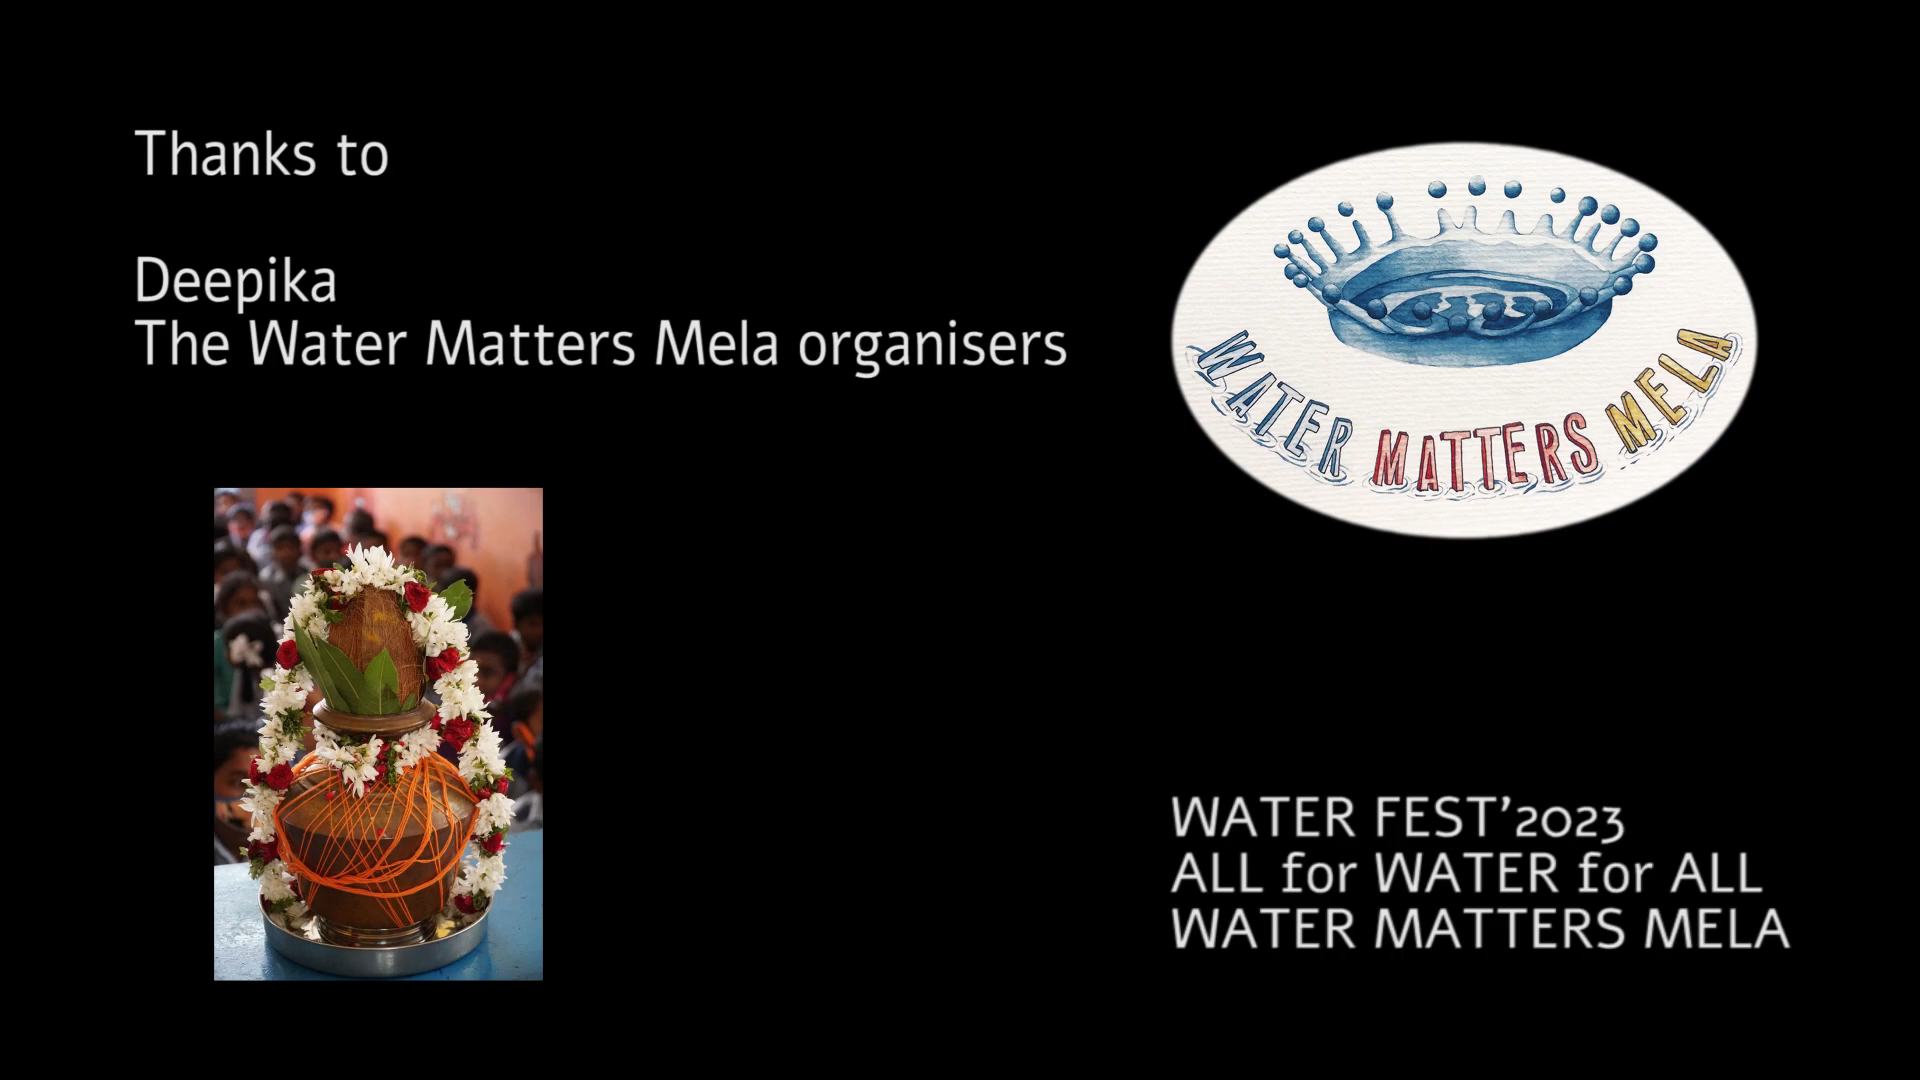 Thanks to
Deepika
The Water Matters Mela organisers
WATER MATTERS MELA
WATER FEST’2023
ALL for WATER for ALL
WATER MATTERS MELA